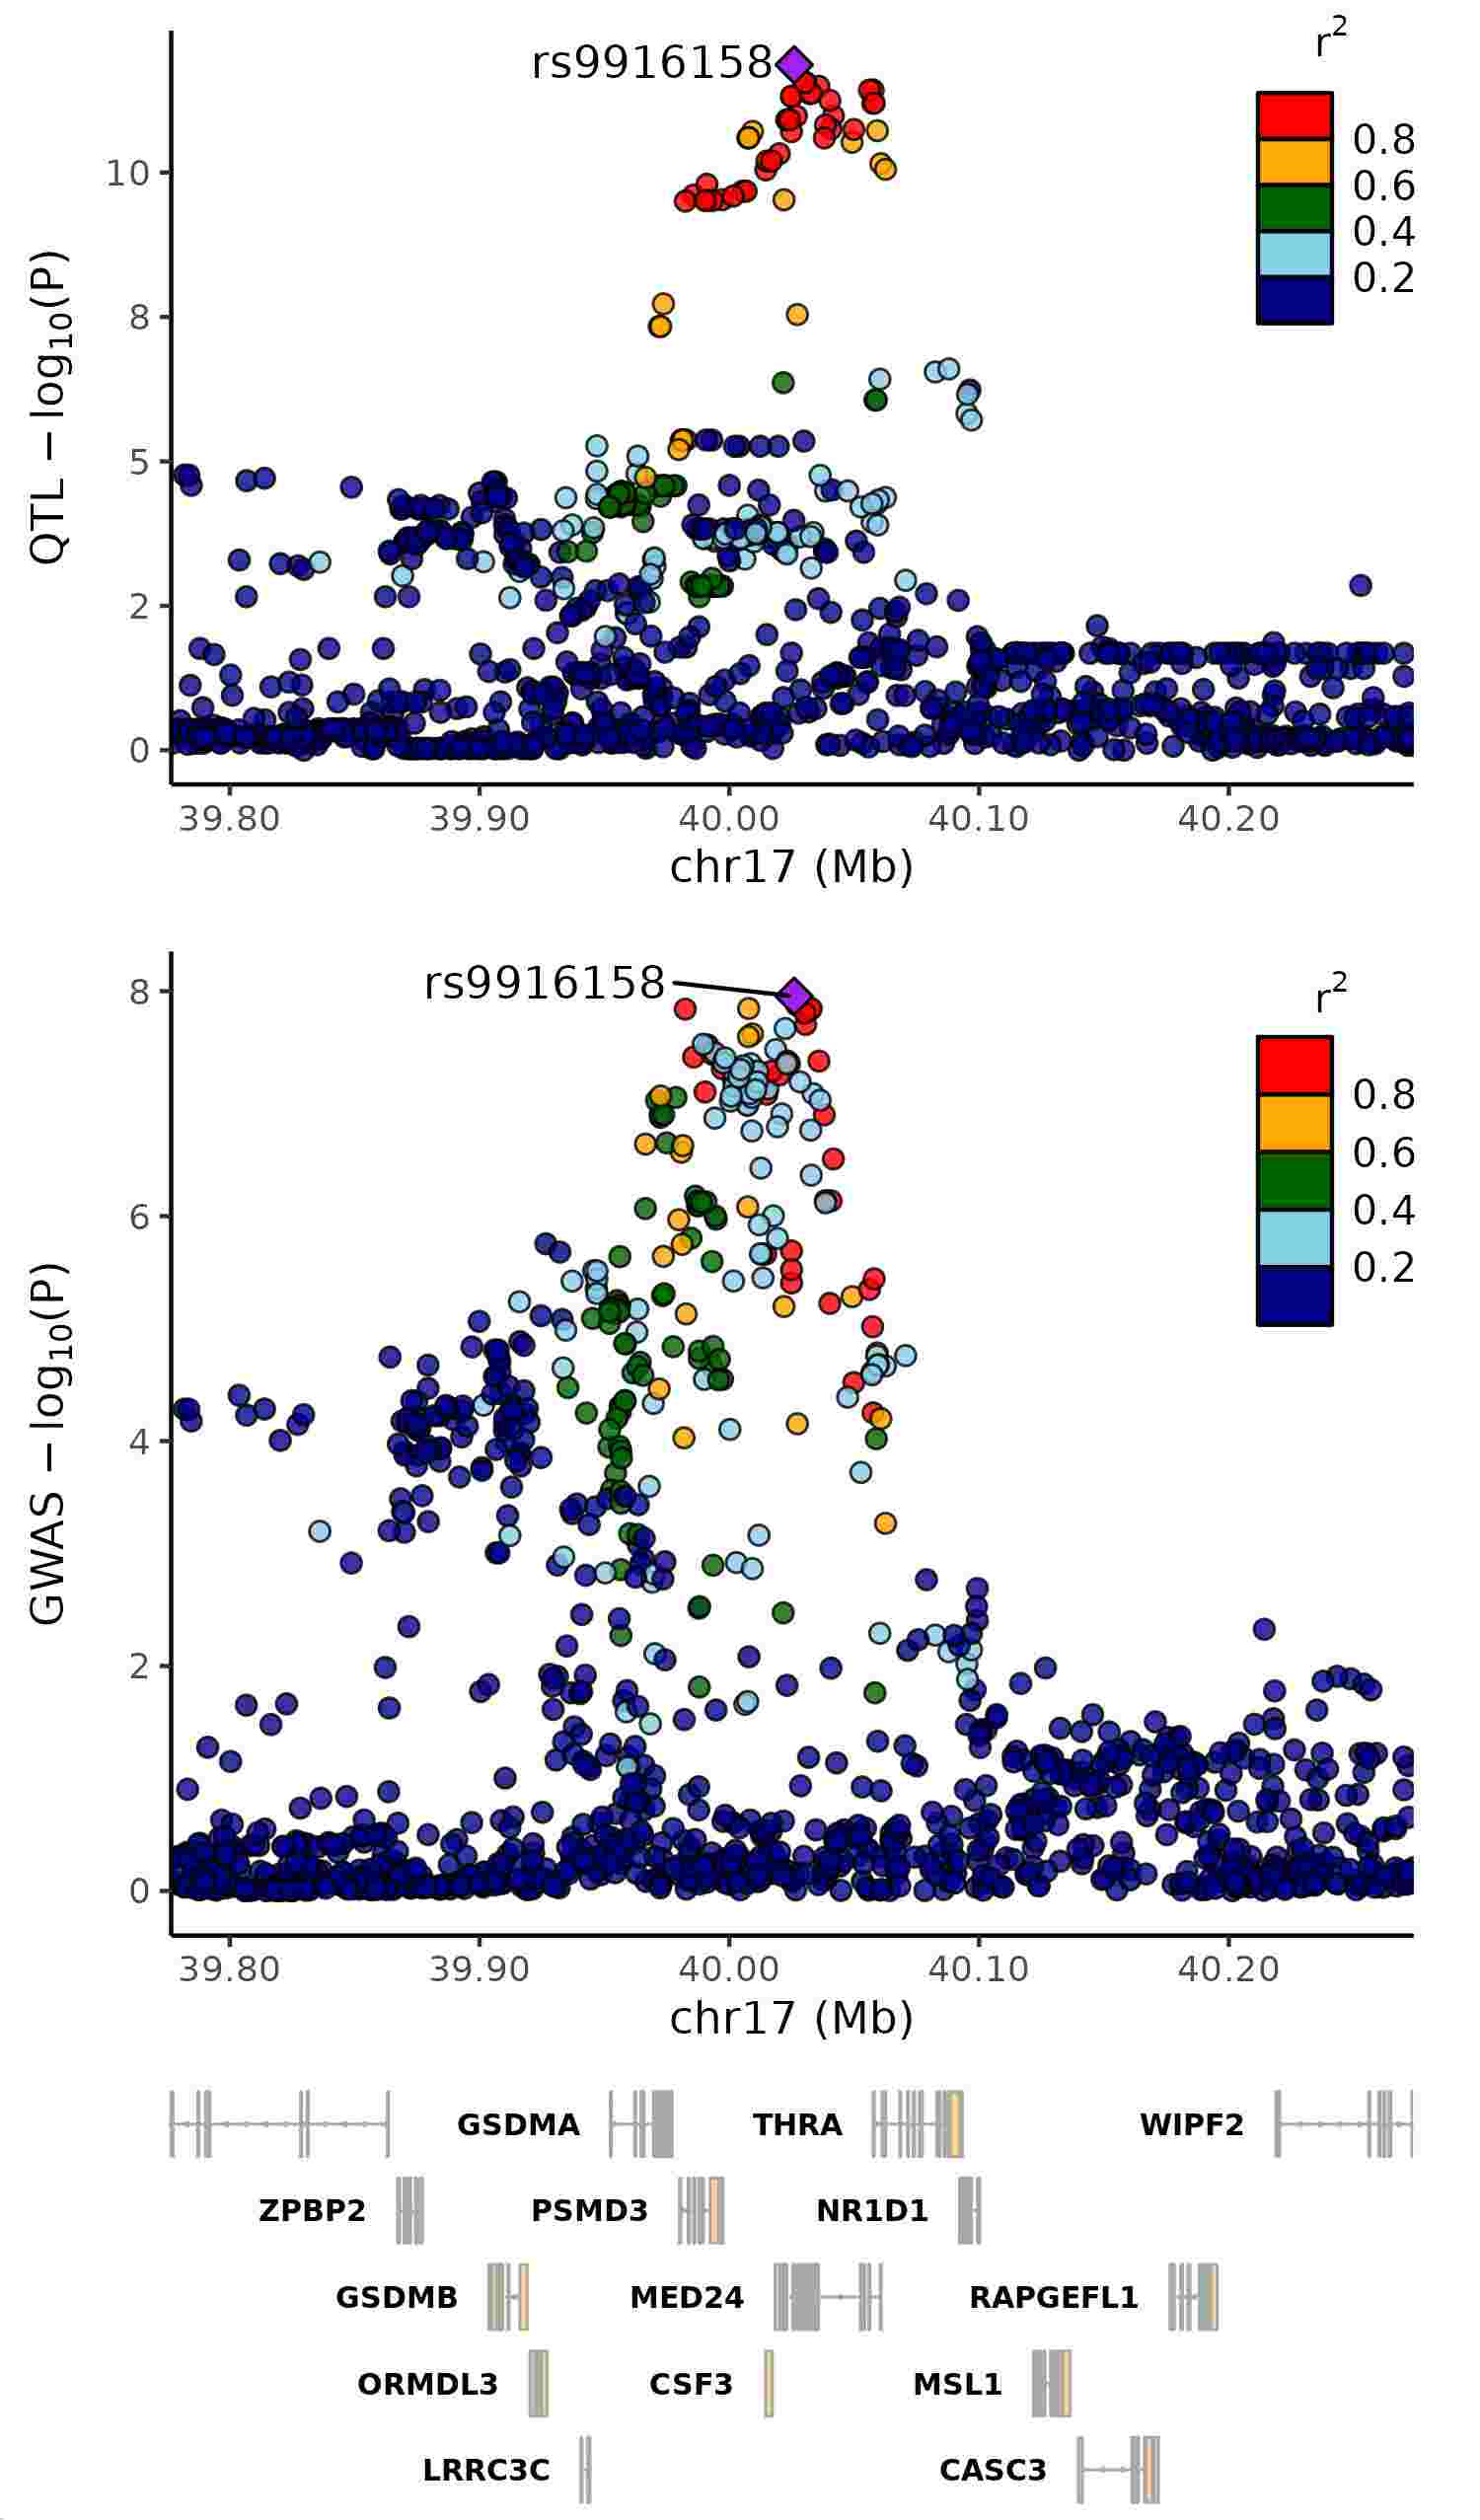 r2
rs9916158
0.8
0.6
0.4
0.2
10
8
5
2
0
QTL −log10(P)
39.80 39.90 40.00 40.10 40.20
chr17 (Mb)
rs9916158
r2
0.8
0.6
0.4
0.2
8
6
4
2
0
GWAS −log10(P)
39.80 39.90 40.00 40.10 40.20
chr17 (Mb)
GSDMA THRA WIPF2
ZPBP2 PSMD3 NR1D1
GSDMB MED24 RAPGEFL1
ORMDL3 CSF3 MSL1
LRRC3C CASC3